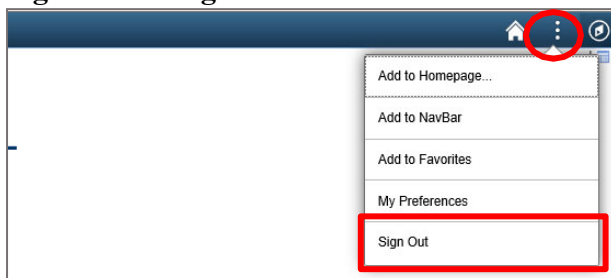 Add to Homepage...
Add to NavBar
Add to Favorites
My Preferences
Sign Out